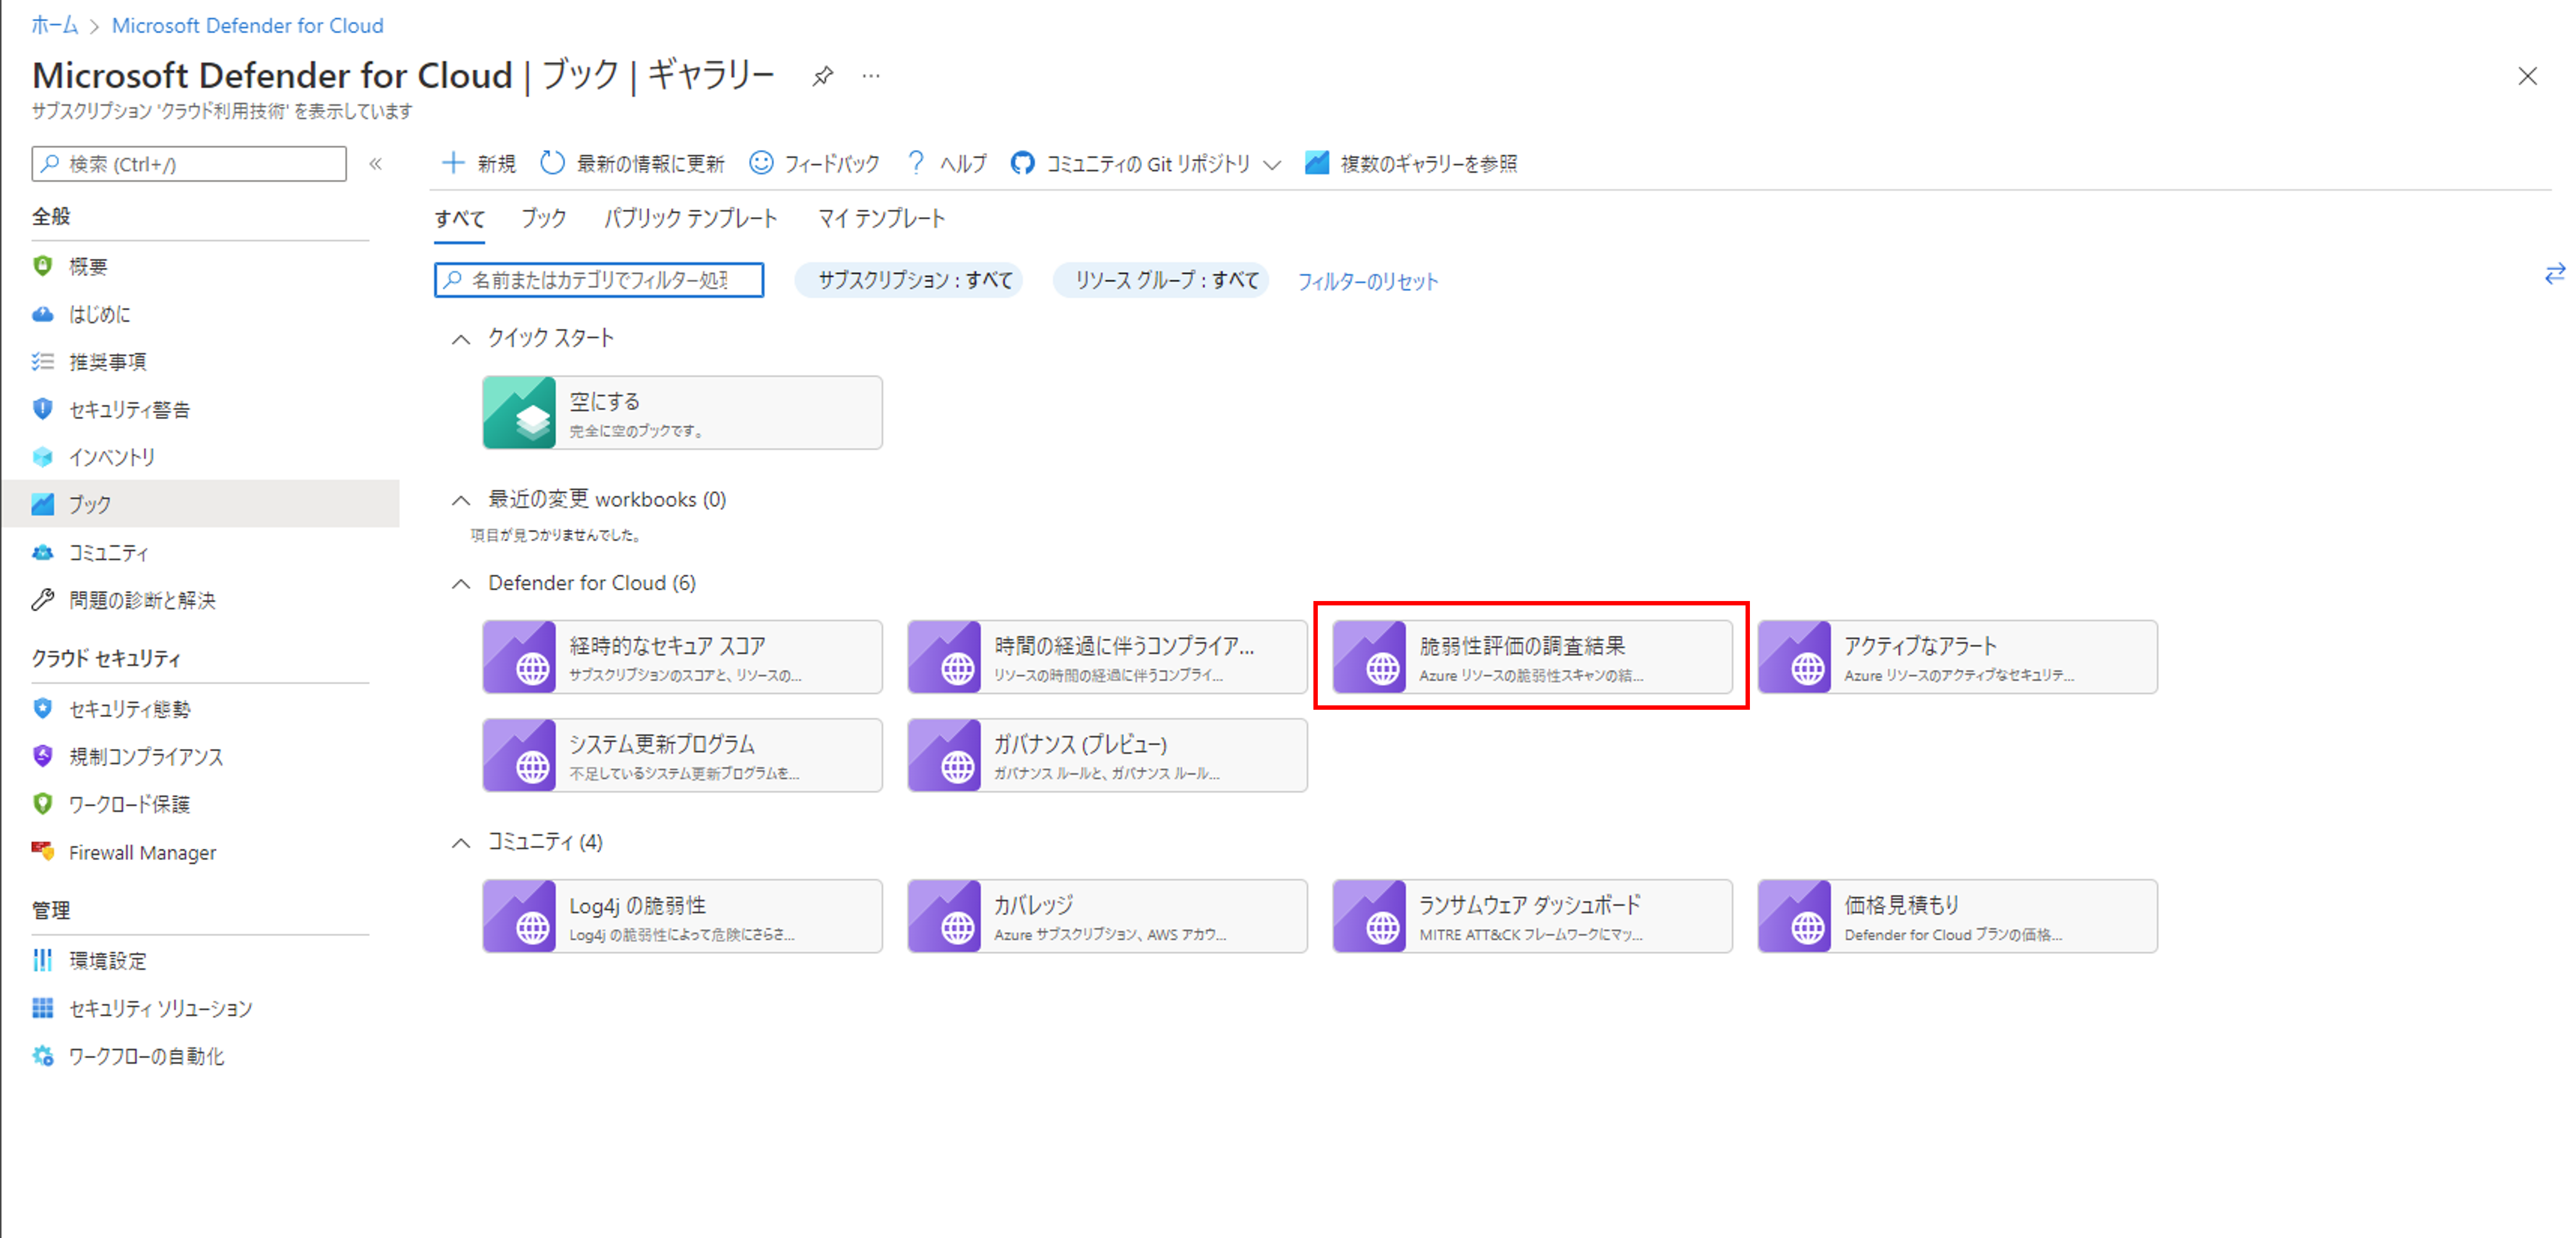 ホーム > Microsoft Defender for Cloud
Microsoft Defender for Cloud | ブック | ギャラリー
サブスクリプション 'クラウド利用技術' を表示しています
検索 (Ctrl+/)
全般
概要
はじめに
推奨事項
セキュリティ警告
インベントリ
ブック
コミュニティ
問題の診断と解決
クラウド セキュリティ
セキュリティ態勢
規制コンプライアンス
ワークロード保護
Firewall Manager
管理
環境設定
セキュリティ ソリューション
ワークフローの自動化
新規 最新の情報に更新 フィードバック ヘルプ コミュニティの Git リポジトリ 複数のギャラリーを参照
すべて ブック パブリック テンプレート マイ テンプレート
名前またはカテゴリでフィルター処理 サブスクリプション : すべて リソース グループ : すべて フィルターのリセット
クイック スタート
空にする
完全に空のブックです。
最近の変更 workbooks (0)
項目が見つかりませんでした。
Defender for Cloud (6)
経時的なセキュア スコア
サブスクリプションのスコアと、リソースの...
時間の経過に伴うコンプライア...
リソースの時間の経過に伴うコンプライ...
脆弱性評価の調査結果
Azure リソースの脆弱性スキャンの結...
アクティブなアラート
Azure リソースのアクティブなセキュリテ...
システム更新プログラム
不足しているシステム更新プログラムを...
ガバナンス (プレビュー)
ガバナンス ルールと、ガバナンス ルール...
コミュニティ (4)
Log4j の脆弱性
Log4j の脆弱性によって危険にさらさ...
カバレッジ
Azure サブスクリプション、AWS アカウ...
ランサムウェア ダッシュボード
MITRE ATT&CK フレームワークにマッ...
価格見積もり
Defender for Cloud プランの価格...